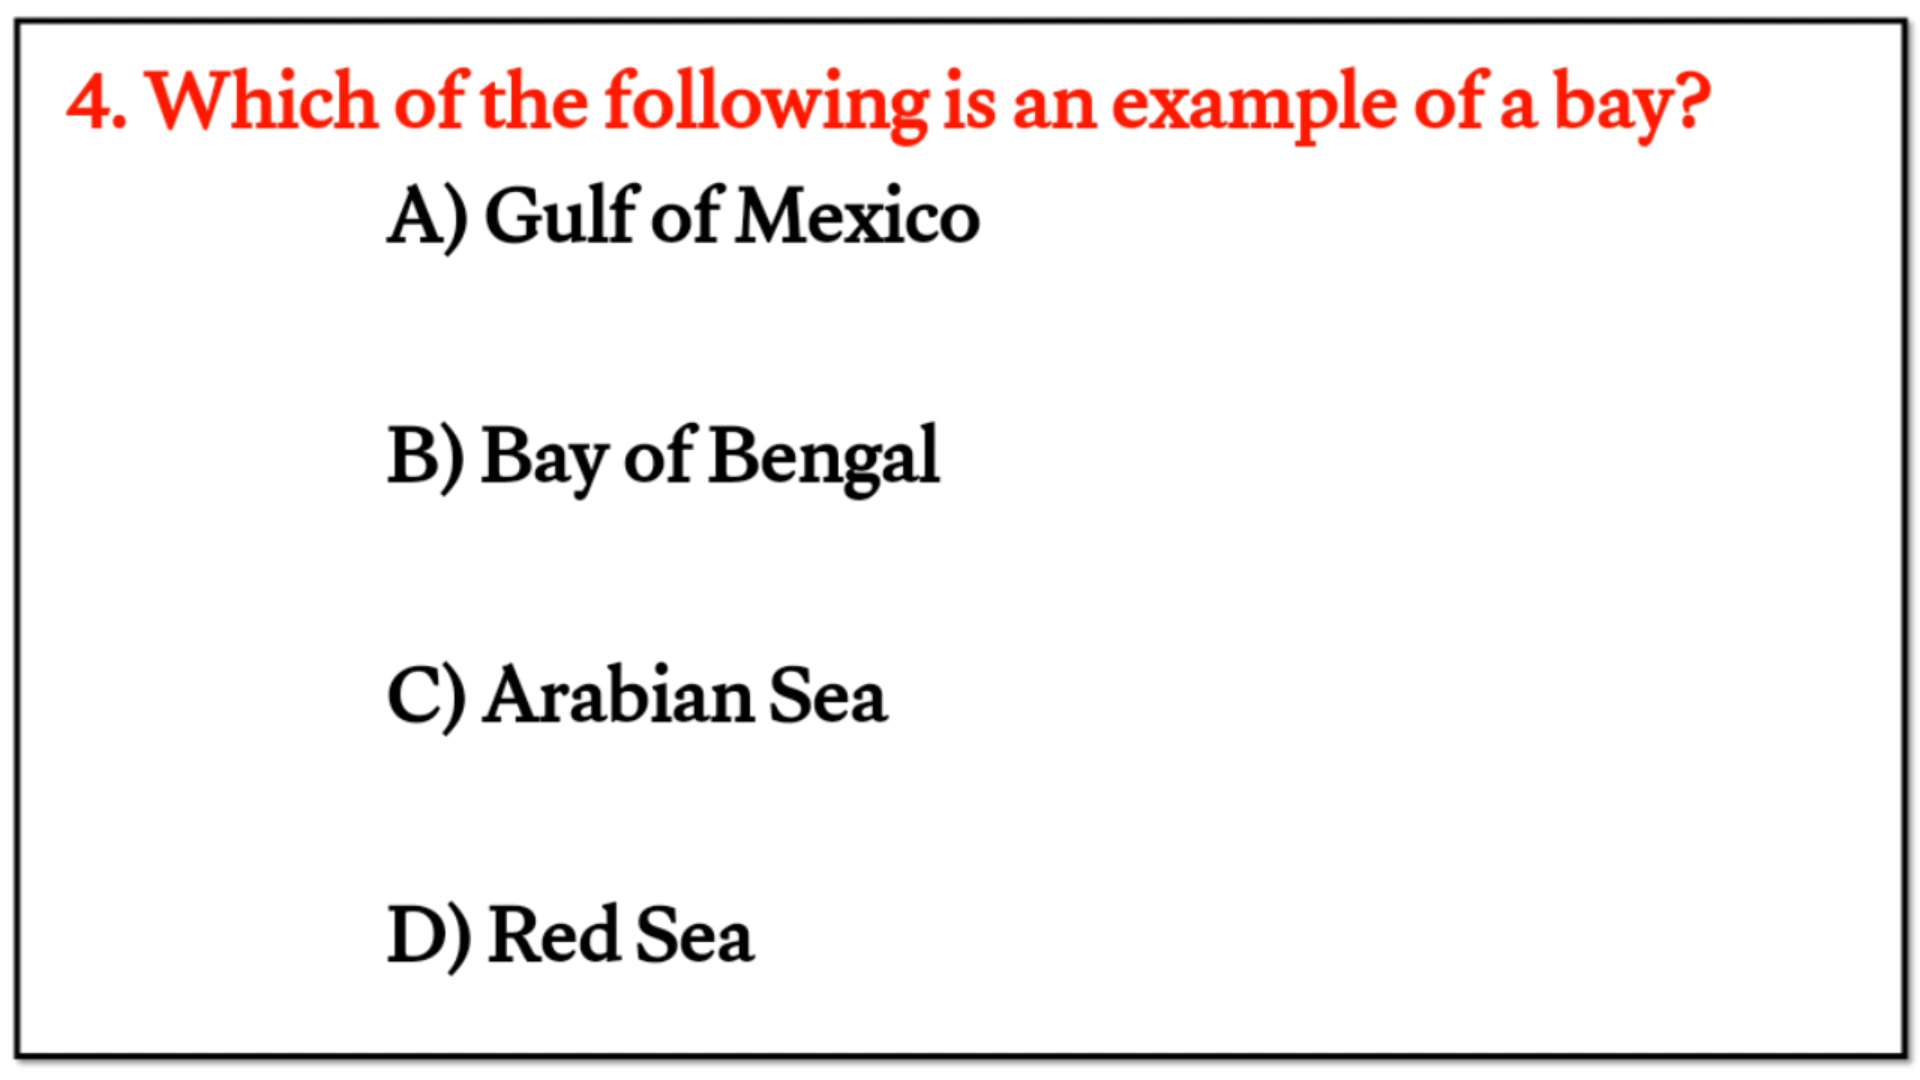 4. Which of the following is an example of a bay?
A) Gulf of Mexico
B) Bay of Bengal
C) Arabian Sea
D) Red Sea